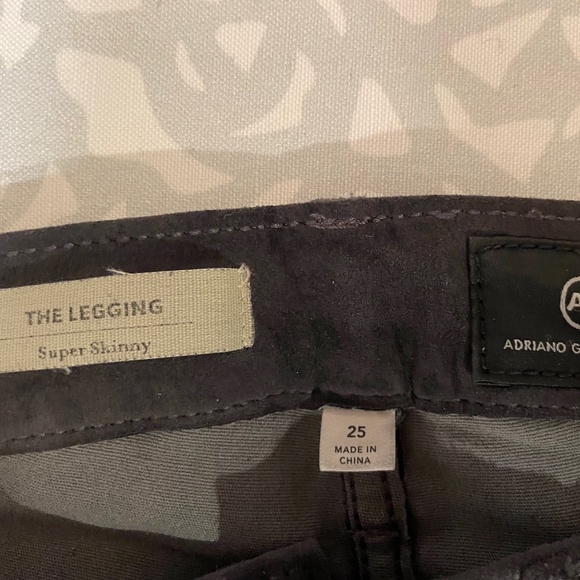 THE LEGGING
Super Skinny
A
ADRIANO G
25
MADE IN
CHINA